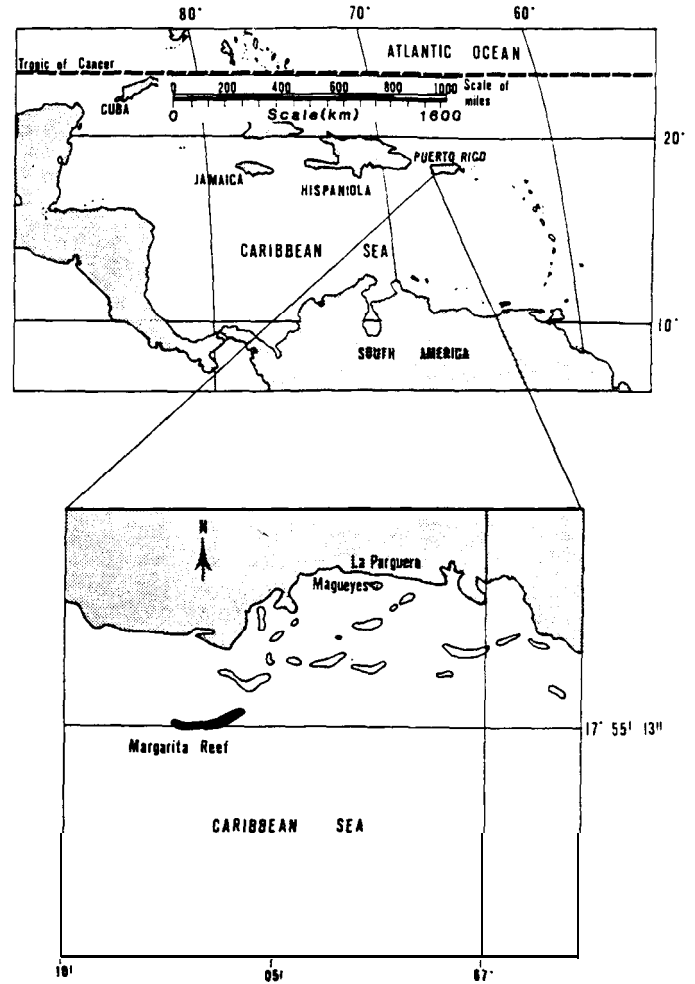 80° 70° 60°
ATLANTIC OCEAN
Tropic of Cancer
0 200 400 600 800 1000 Scale of
miles
CUBA
0 Scale(km) 1600
20°
PUERTO RICO
JAMAICA
HISPANIOLA
CARIBBEAN SEA
10°
SOUTH AMERICA
N
La Parguera
Magueyes
17° 55' 13"
Margarita Reef
CARIBBEAN SEA
10' 05' 67°